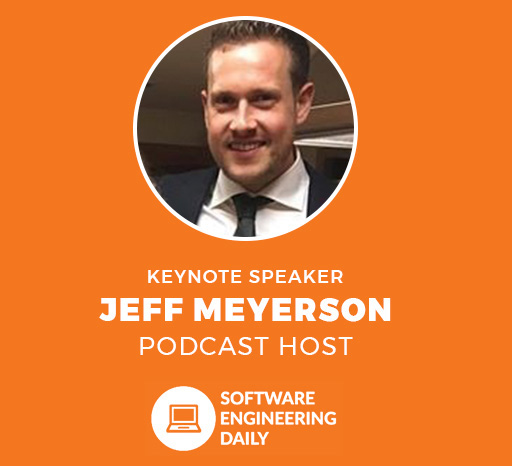 KEYNOTE SPEAKER
JEFF MEYERSON
PODCAST HOST
SOFTWARE
ENGINEERING
DAILY